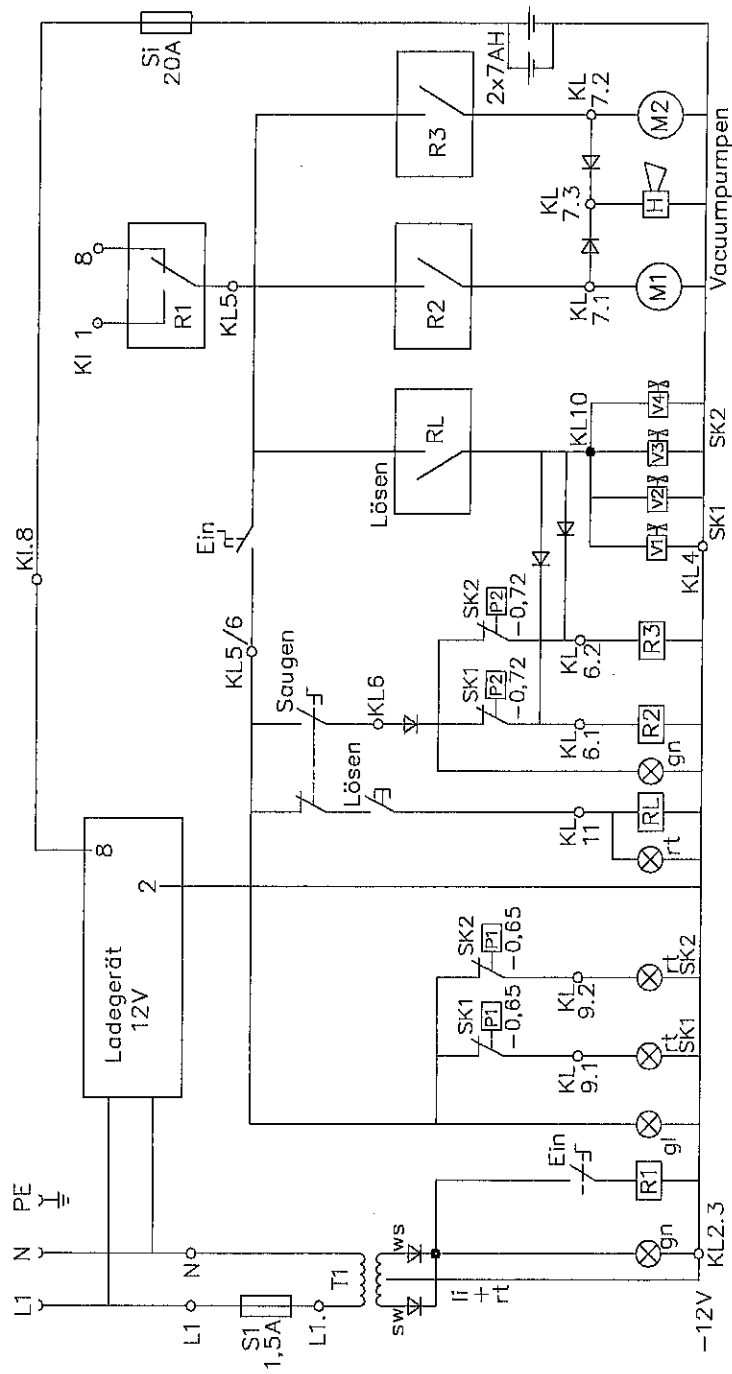 L1
N
PE
Ladegerät
12V
8
2
KL8
Si
20A
KL 1
8
R1
KL5
L1
N
S1
1,5A
L1.
T1
sw
ws
li + rt
KL5/6
Ein
Saugen
Lösen
KL6
SK1
P1
-0,65
SK2
P1
-0,65
SK1
P2
-0,72
SK2
P2
-0,72
Lösen
RL
R2
R3
2x7AH
Ein
KL
9.1
KL
9.2
KL
11
KL
6.1
KL
6.2
KL10
KL
7.1
KL
7.3
KL
7.2
R1
gn
gl
rt
SK1
rt
SK2
rt
RL
gn
R2
R3
V1
V2
V3
V4
M1
H
M2
-12V
KL2.3
KL4
SK1
SK2
Vacuumpumpen